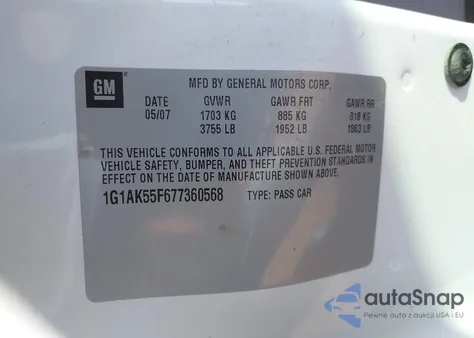 GM
MFD BY GENERAL MOTORS CORP.
DATE GVWR GAWR FRT GAWR RR
05/07 1703 KG 885 KG 818 KG
3755 LB 1952 LB 1803 LB
THIS VEHICLE CONFORMS TO ALL APPLICABLE U.S. FEDERAL MOTOR
VEHICLE SAFETY, BUMPER, AND THEFT PREVENTION STANDARDS IN
EFFECT ON THE DATE OF MANUFACTURE SHOWN ABOVE.
1G1AK55F677360568 TYPE: PASS CAR
autoSnap
Pewne auta z aukcji USA i EU